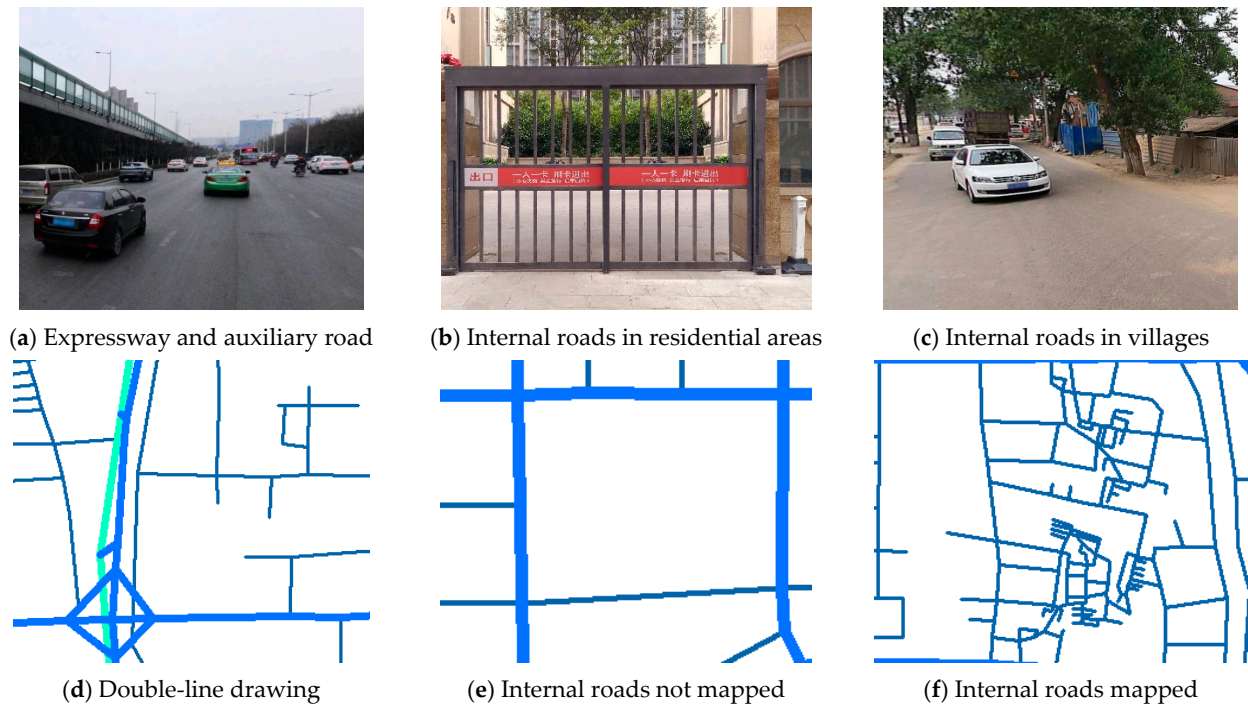 出口
一人一卡 刷卡进出
一人一卡 刷卡进出
(a) Expressway and auxiliary road
(b) Internal roads in residential areas
(c) Internal roads in villages
(d) Double-line drawing
(e) Internal roads not mapped
(f) Internal roads mapped